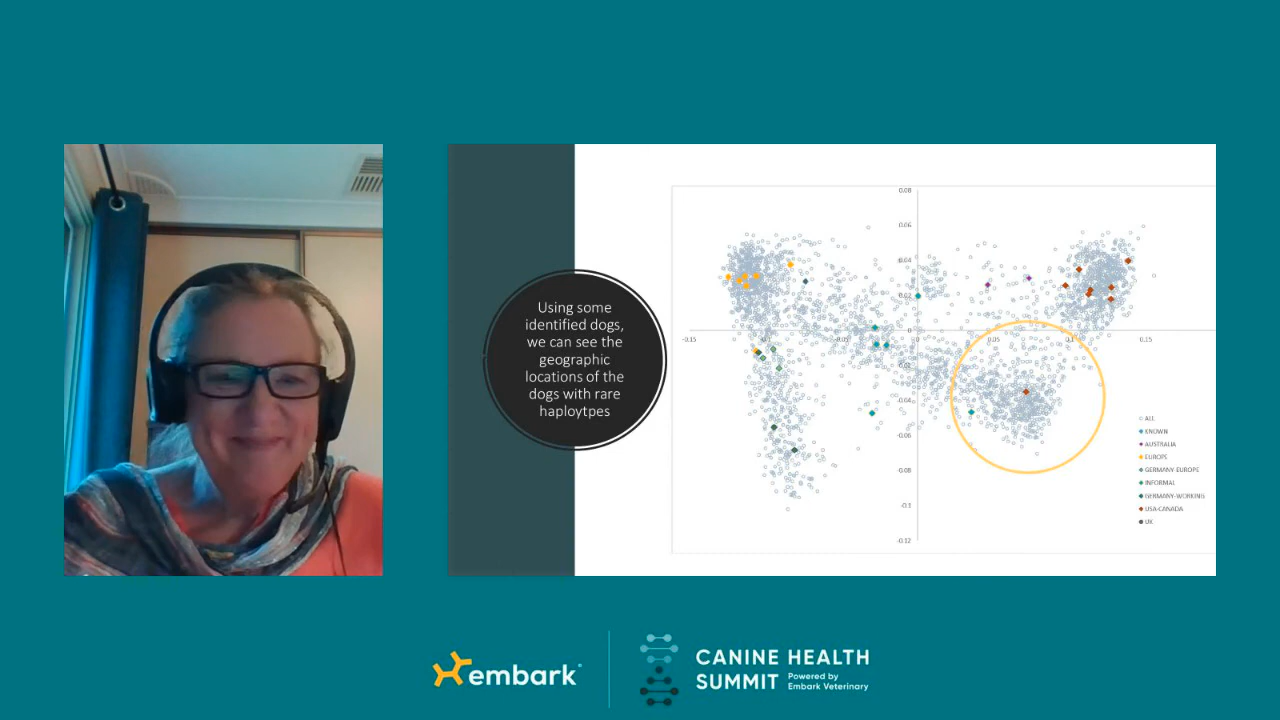 Using some
identified dogs,
we can see the
geographic
locations of the
dogs with rare
haploytpes
0.08
0.06
0.04
0.02
0
-0.15
0
0.05
0.15
-0.04
-0.06
-0.08
-0.1
-0.12
ALL
KNOWN
AUSTRALIA
EUROPE
GERMANY-EUROPE
INFORMAL
GERMANY-WORKING
USA-CANADA
UK
embark
CANINE HEALTH
SUMMIT Powered by
Embark Veterinary